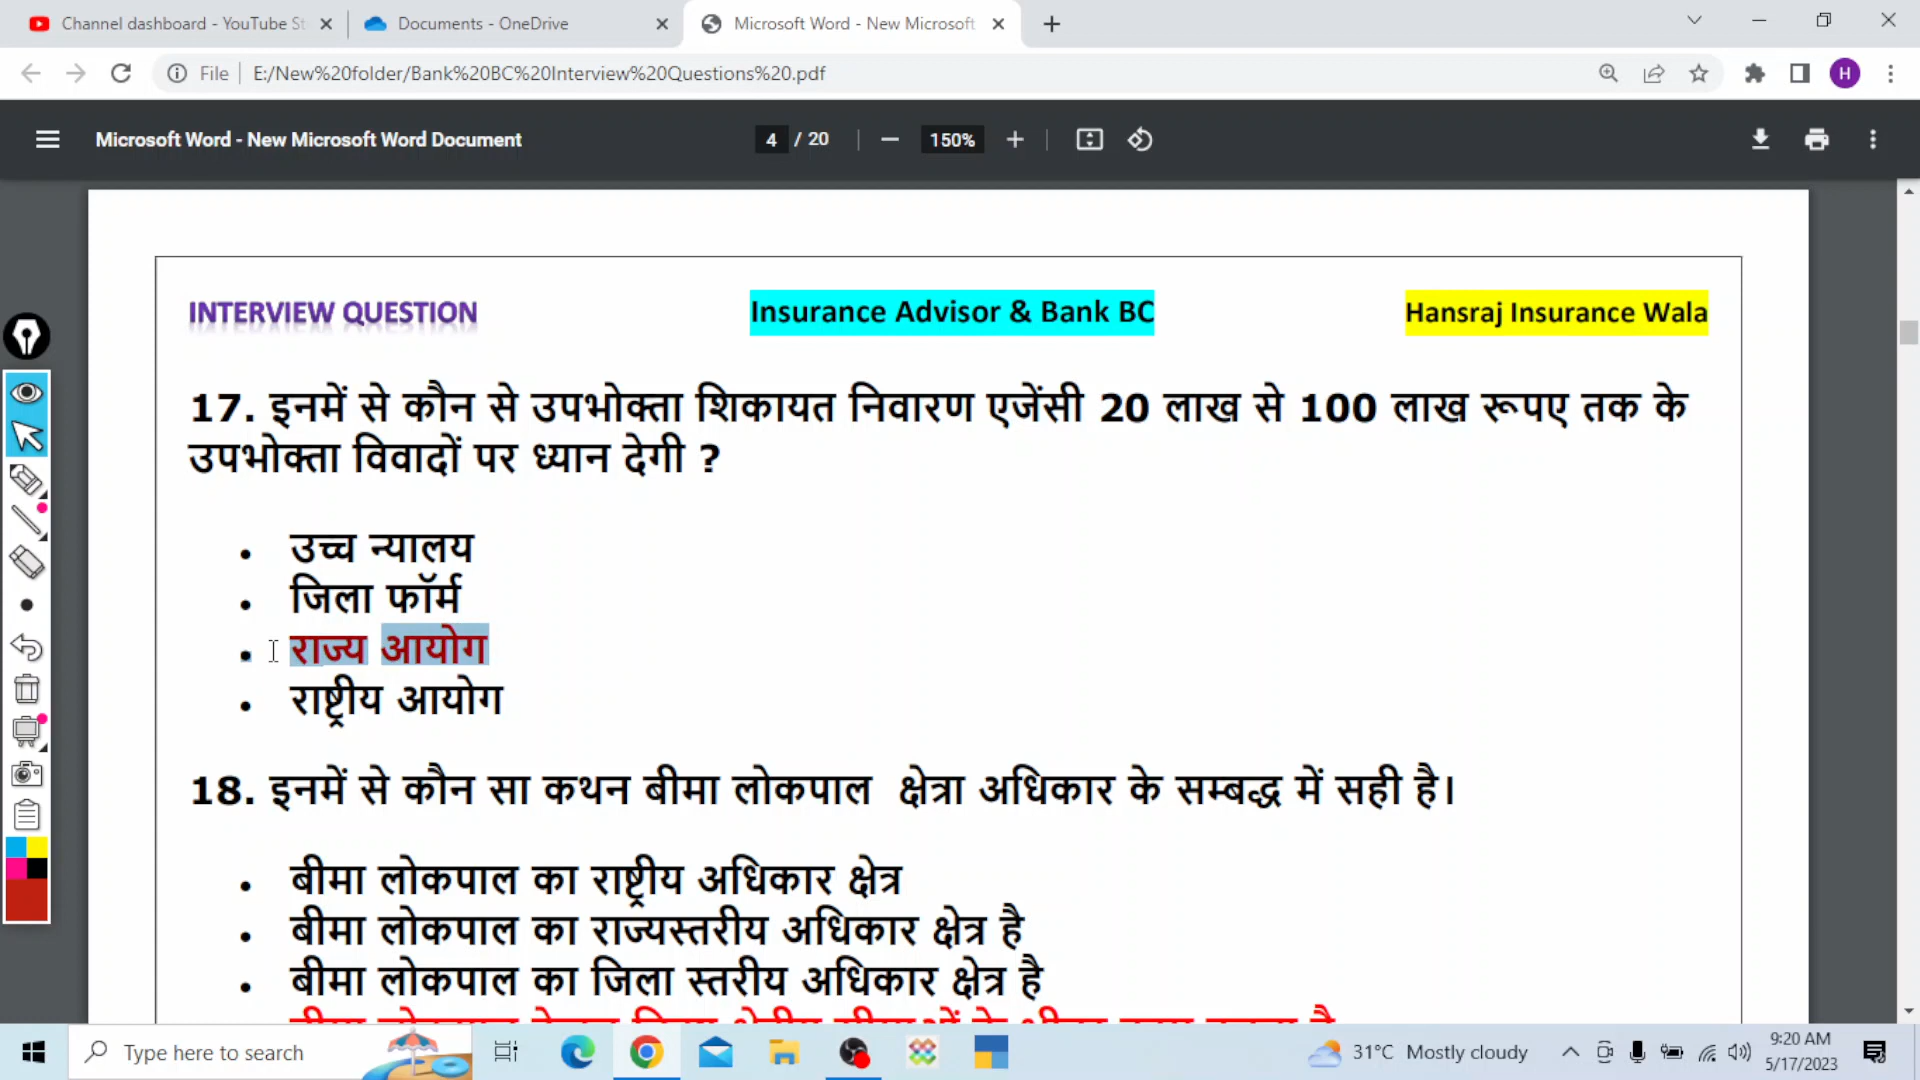 Channel dashboard - YouTube St
Documents - OneDrive
Microsoft Word - New Microsoft
File
E:/New%20folder/Bank%20BC%20Interview%20Questions%20.pdf
H
Microsoft Word - New Microsoft Word Document
4 / 20
150%
INTERVIEW QUESTION
Insurance Advisor & Bank BC
Hansraj Insurance Wala
17. इनमें से कौन से उपभोक्ता शिकायत निवारण एजेंसी 20 लाख से 100 लाख रूपए तक के
उपभोक्ता विवादों पर ध्यान देगी ?
• उच्च न्यालय
• जिला फॉर्म
• राज्य आयोग
• राष्ट्रीय आयोग
18. इनमें से कौन सा कथन बीमा लोकपाल क्षेत्रा अधिकार के सम्बद्ध में सही है।
• बीमा लोकपाल का राष्ट्रीय अधिकार क्षेत्र
• बीमा लोकपाल का राज्यस्तरीय अधिकार क्षेत्र है
• बीमा लोकपाल का जिला स्तरीय अधिकार क्षेत्र है
Type here to search
31°C Mostly cloudy
9:20 AM
5/17/2023